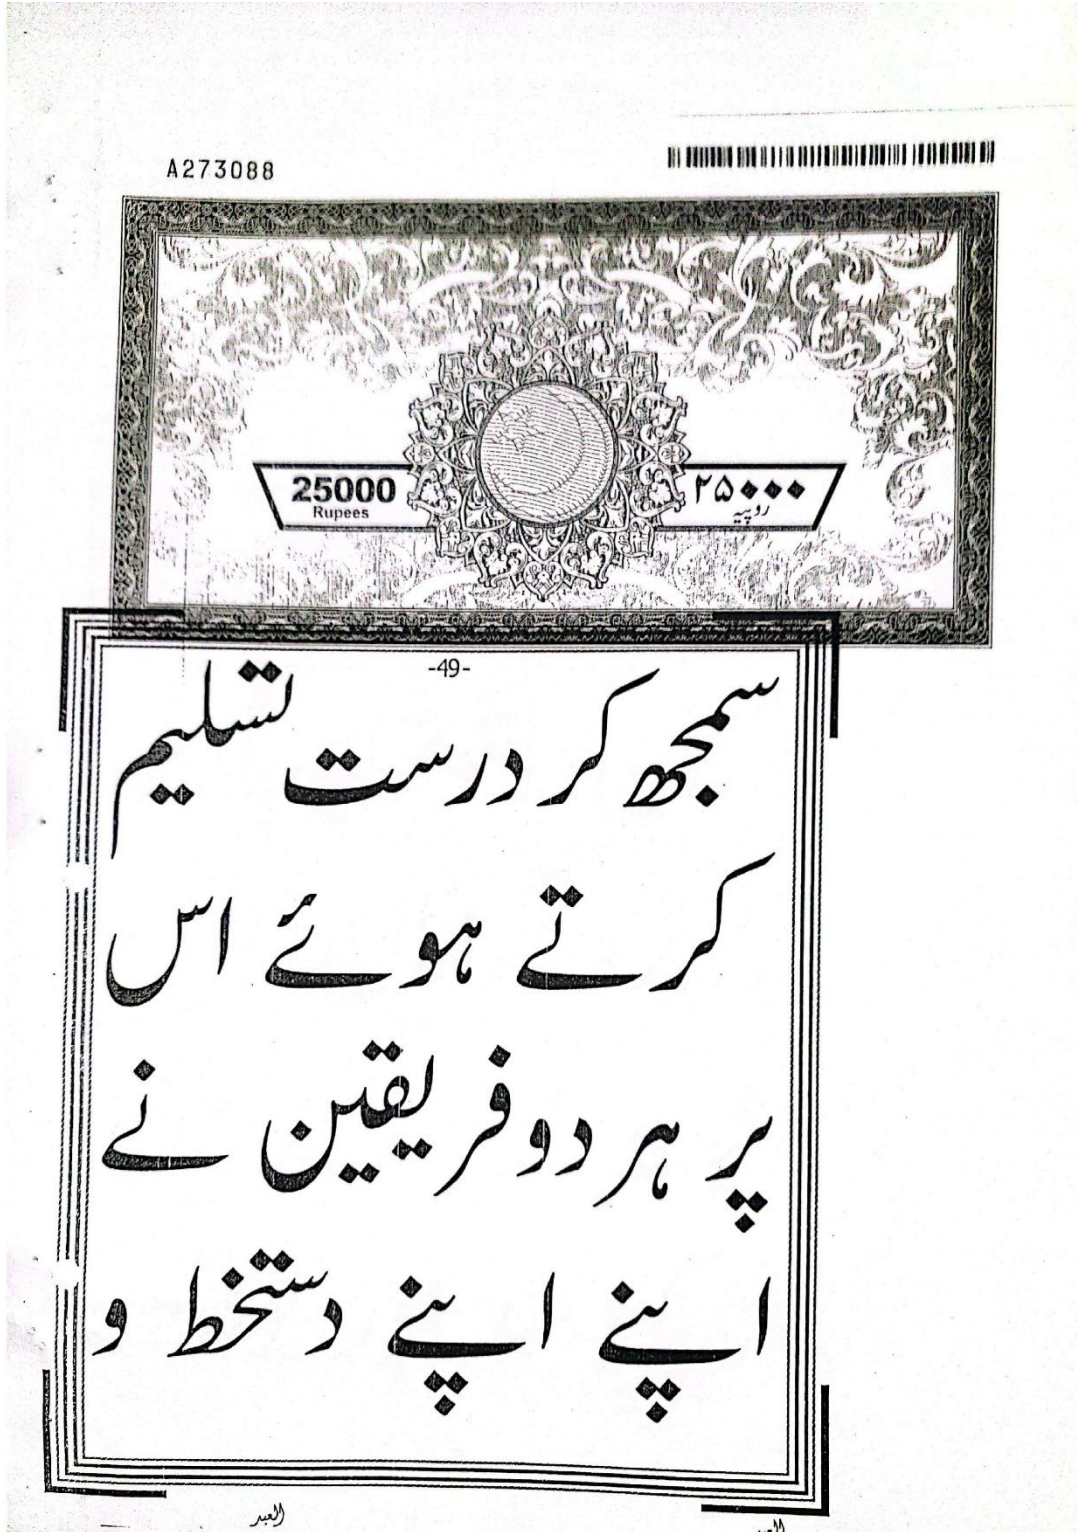 A273088
25000
Rupees
۲۵۰۰۰
روپیہ
-49-
سمجھ کر درست تسلیم
کرتے ہوئے اس
پر ہر دو فریقین نے
اپنے اپنے دستخط و
العبد
العبد